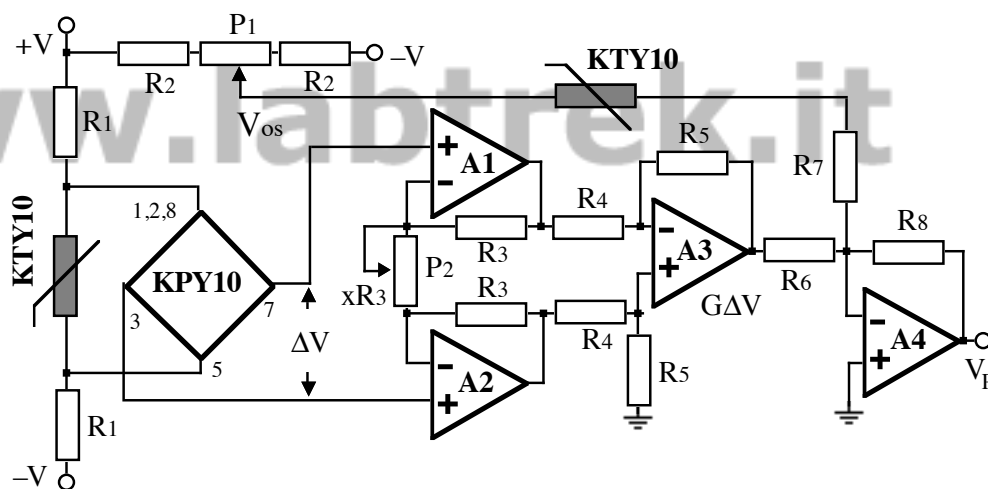 +V
P1
R2
R2
–V
KTY10
www.labtrek.it
Vos
R1
A1
R5
R7
1,2,8
R4
R8
KTY10
R3
A3
KPY10
P2
xR3
R6
3
7
R3
GΔV
ΔV
R4
A4
5
A2
R5
R1
–V